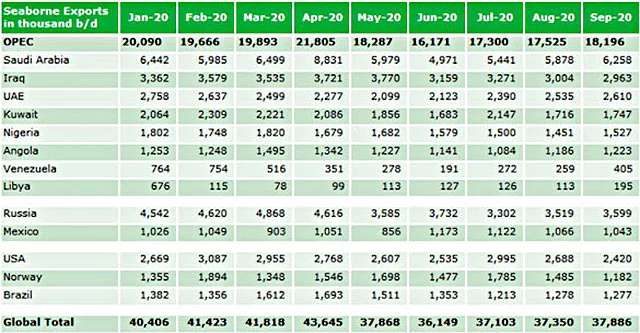 Seaborne Exports in thousand b/d Jan-20 Feb-20 Mar-20 Apr-20 May-20 Jun-20 Jul-20 Aug-20 Sep-20
OPEC 20,090 19,666 19,893 21,805 18,287 16,171 17,300 17,525 18,196
Saudi Arabia 6,442 5,985 6,499 8,831 5,979 4,971 5,441 5,878 6,258
Iraq 3,362 3,579 3,535 3,721 3,770 3,159 3,271 3,004 2,963
UAE 2,758 2,637 2,499 2,277 2,099 2,123 2,390 2,535 2,610
Kuwait 2,064 2,309 2,221 2,086 1,856 1,683 2,147 1,716 1,747
Nigeria 1,802 1,748 1,820 1,679 1,682 1,579 1,500 1,451 1,527
Angola 1,253 1,248 1,495 1,342 1,227 1,141 1,084 1,186 1,223
Venezuela 764 754 516 351 278 191 272 259 405
Libya 676 115 78 99 113 127 126 113 195
Russia 4,542 4,620 4,868 4,616 3,585 3,732 3,302 3,519 3,599
Mexico 1,026 1,049 903 1,051 856 1,173 1,122 1,066 1,043
USA 2,669 3,087 2,955 2,768 2,607 2,535 2,995 2,688 2,420
Norway 1,355 1,894 1,348 1,546 1,698 1,477 1,785 1,485 1,182
Brazil 1,382 1,356 1,612 1,693 1,511 1,353 1,213 1,278 1,277
Global Total 40,406 41,423 41,818 43,645 37,868 36,149 37,103 37,350 37,886